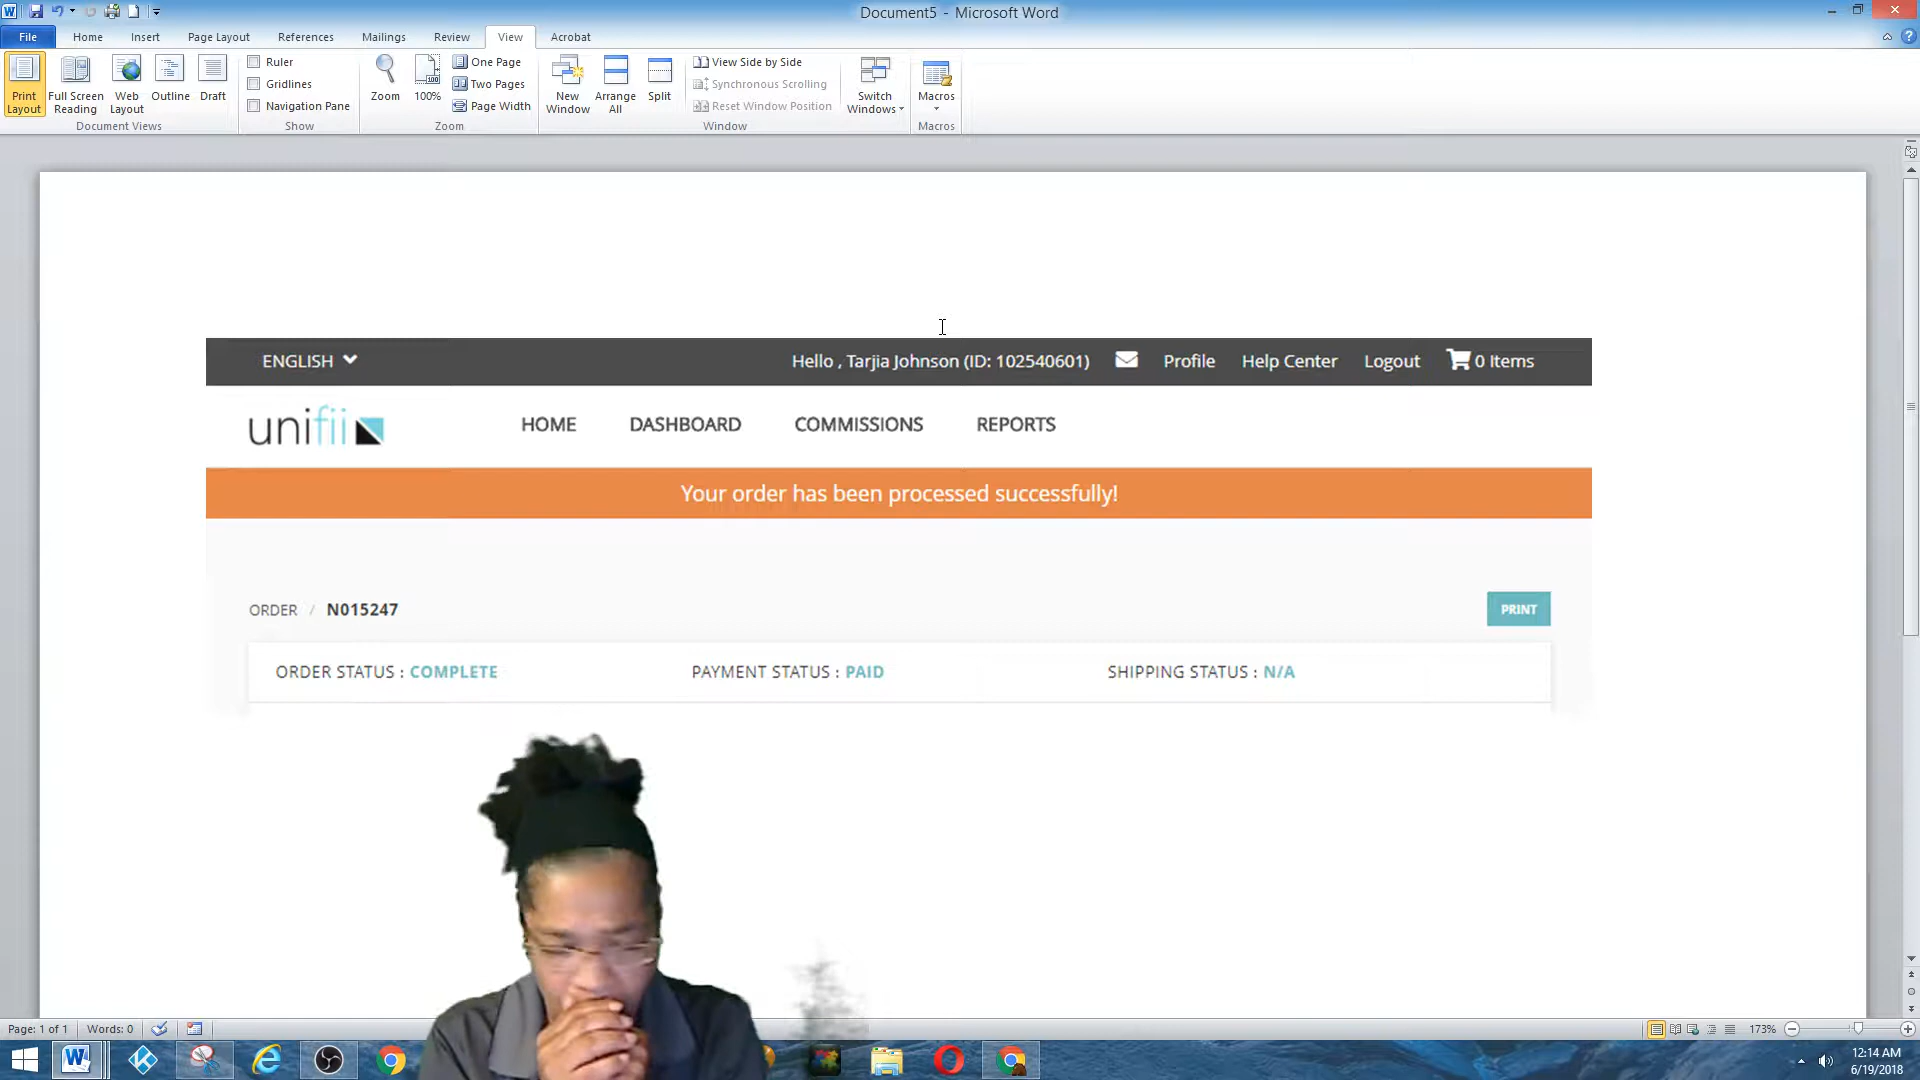 Document5 - Microsoft Word
File Home Insert Page Layout References Mailings Review View Acrobat
Print Layout
Full Screen Reading
Web Layout
Outline
Draft
Document Views
Ruler
Gridlines
Navigation Pane
Show
Zoom
100%
One Page
Two Pages
Page Width
Zoom
New Window
Arrange All
Split
View Side by Side
Synchronous Scrolling
Reset Window Position
Window
Switch Windows
Macros
Macros
ENGLISH Hello , Tarjia Johnson (ID: 102540601) Profile Help Center Logout 0 Items
unifii HOME DASHBOARD COMMISSIONS REPORTS
Your order has been processed successfully!
ORDER / N015247 PRINT
ORDER STATUS : COMPLETE PAYMENT STATUS : PAID SHIPPING STATUS : N/A
Page: 1 of 1 Words: 0 173%
12:14 AM
6/19/2018